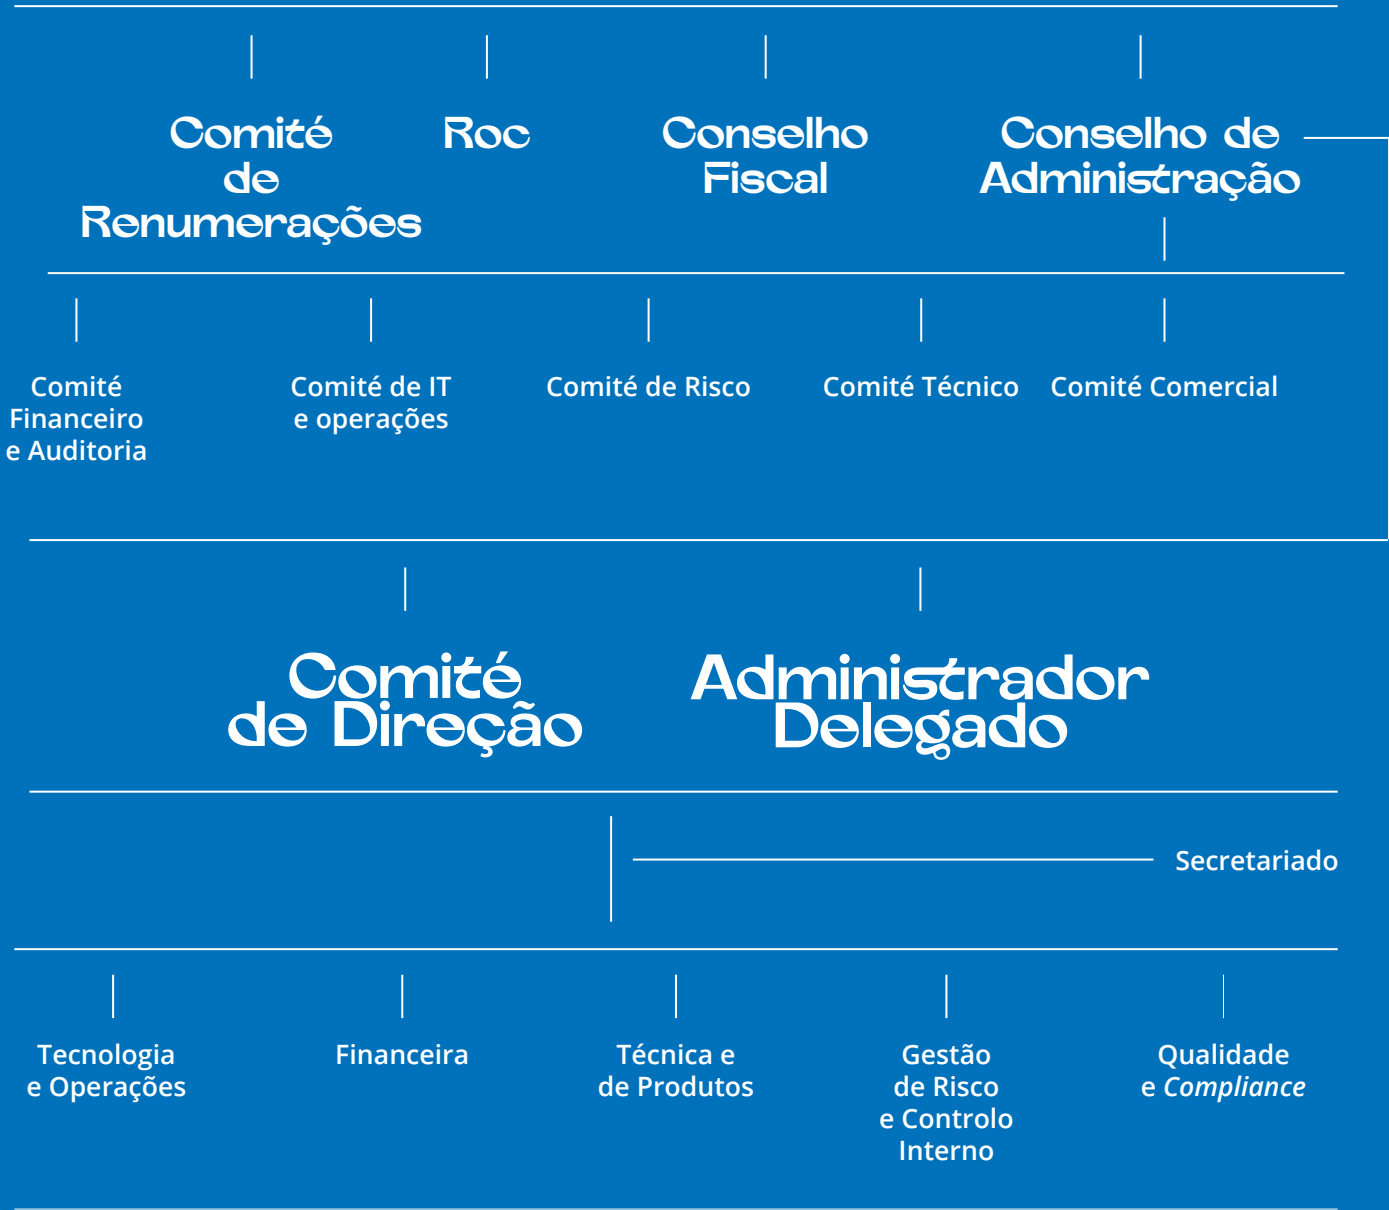 Comité
de
Renumerações
Roc
Conselho
Fiscal
Conselho de
Administração
Comité
Financeiro
e Auditoria
Comité de IT
e operações
Comité de Risco
Comité Técnico
Comité Comercial
Comité
de Direção
Administrador
Delegado
Secretariado
Tecnologia
e Operações
Financeira
Técnica e
de Produtos
Gestão
de Risco
e Controlo
Interno
Qualidade
e Compliance